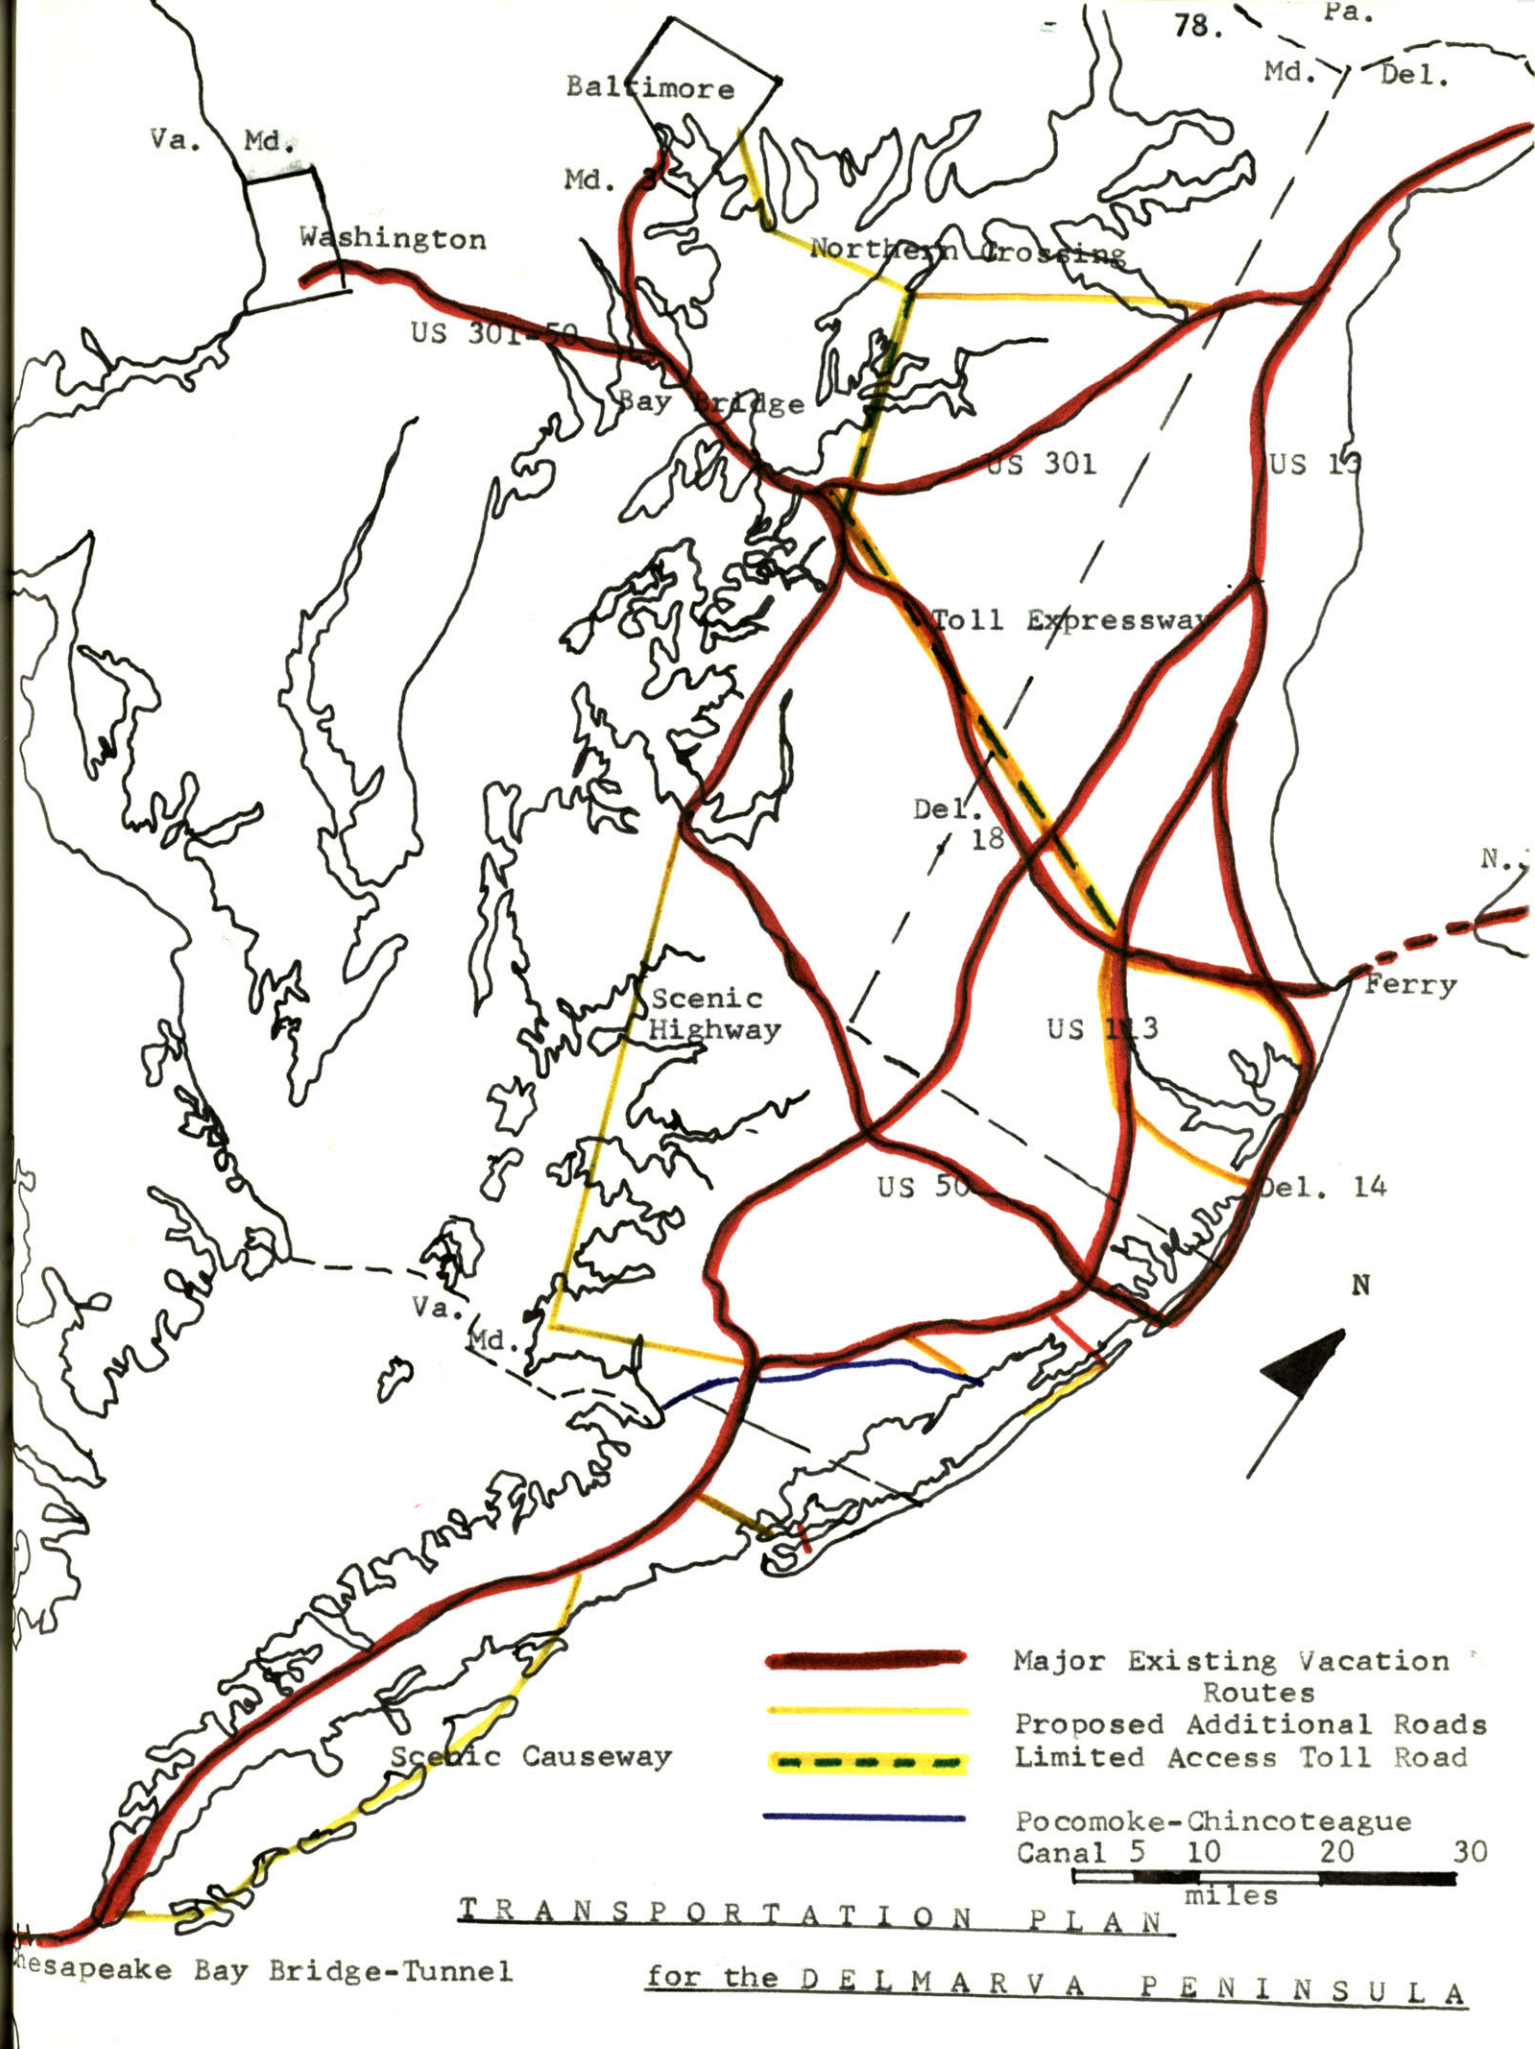 78.
Pa.
Md.
Del.
Baltimore
Va.
Md.
Md. 3
Washington
Northern Crossing
US 301-50
Bay Bridge
US 301
US 13
Toll Expressway
Del.
18
N.
Scenic
Highway
Ferry
US 113
US 50
Del. 14
N
Va.
Md.
Major Existing Vacation
Routes
Proposed Additional Roads
Scenic Causeway
Limited Access Toll Road
Pocomoke-Chincoteague
Canal 5 10 20 30
miles
TRANSPORTATION PLAN
hesapeake Bay Bridge-Tunnel
for the DELMARVA PENINSULA